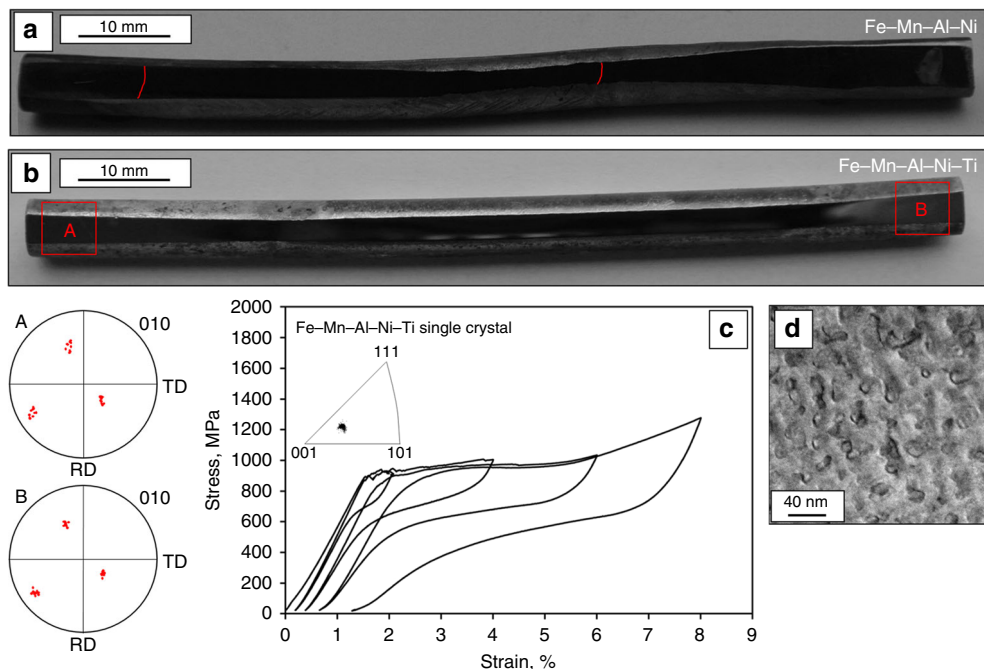 a
10 mm
Fe–Mn–Al–Ni
b
10 mm
Fe–Mn–Al–Ni–Ti
A
B
A
010
TD
RD
B
010
TD
RD
c
Fe–Mn–Al–Ni–Ti single crystal
111
001
101
Stress, MPa
2000
1800
1600
1400
1200
1000
800
600
400
200
0
0 1 2 3 4 5 6 7 8 9
Strain, %
d
40 nm